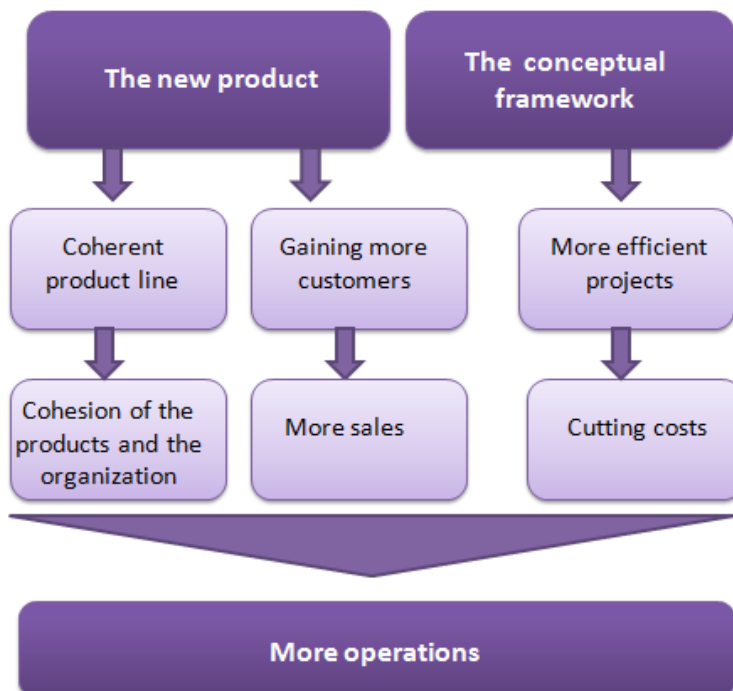 The new product
The conceptual
framework
Coherent
product line
Gaining more
customers
More efficient
projects
Cohesion of the
products and the
organization
More sales
Cutting costs
More operations